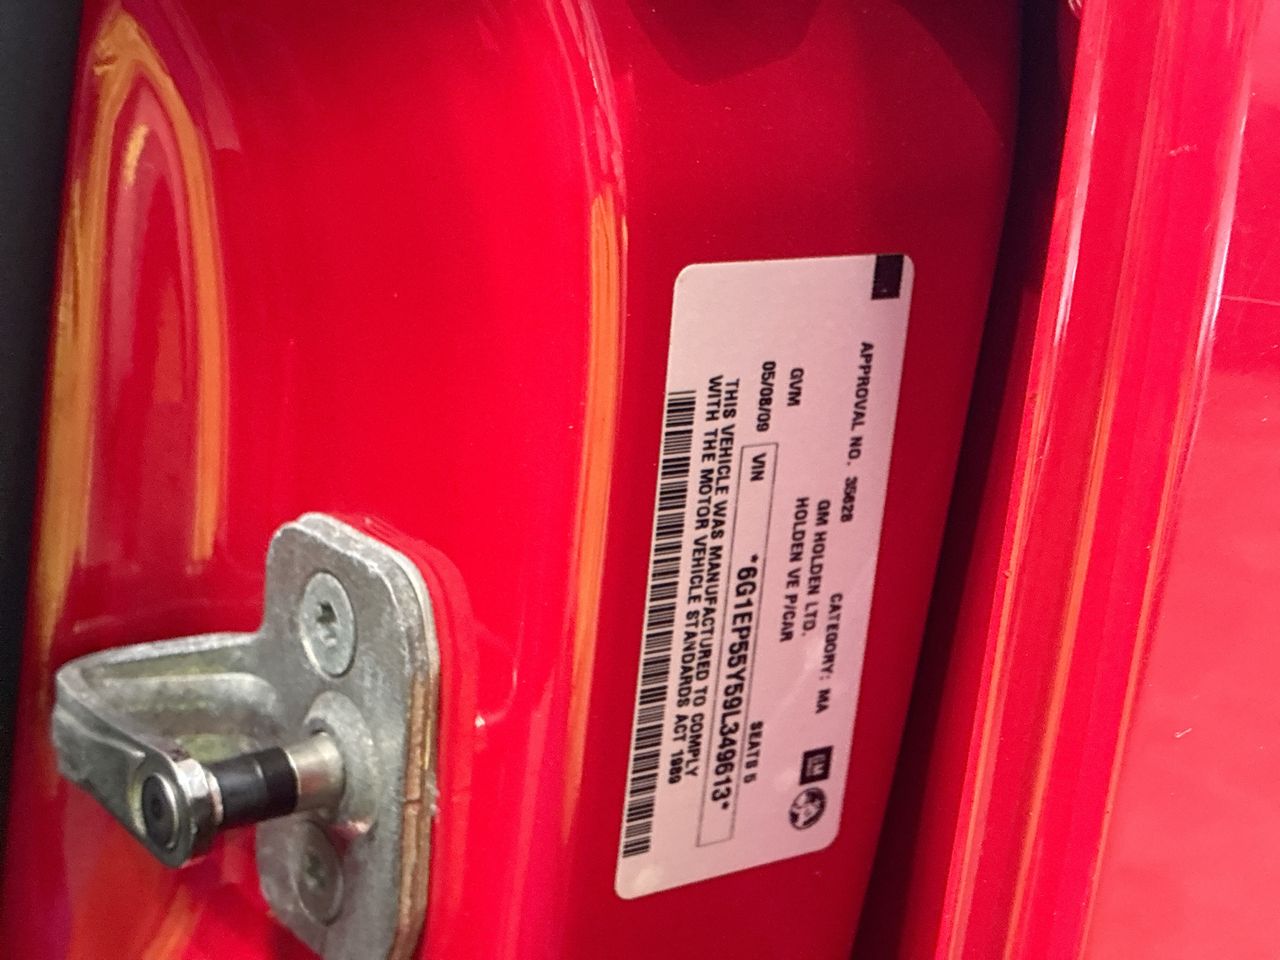 APPROVAL NO. 35628 CATEGORY: MA
GM HOLDEN LTD.
GVM HOLDEN VE P/CAR
05/08/09 SEATS 5
VIN *6G1EP55Y59L349613*
THIS VEHICLE WAS MANUFACTURED TO COMPLY
WITH THE MOTOR VEHICLE STANDARDS ACT 1989
GM